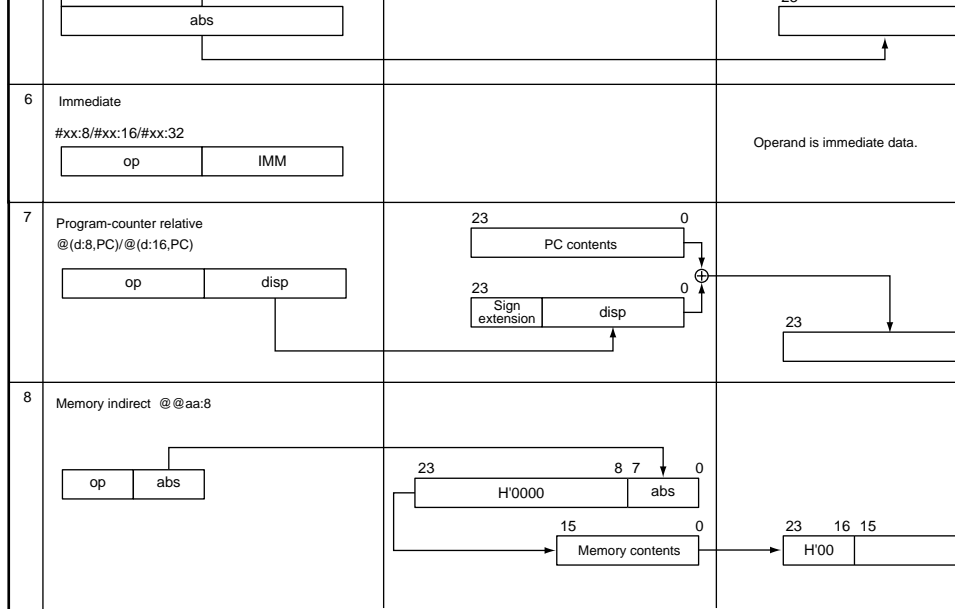 abs
6
Immediate
#xx:8/#xx:16/#xx:32
op IMM
Operand is immediate data.
7
Program-counter relative
@(d:8,PC)/@(d:16,PC)
op disp
23 0
PC contents
23 0
Sign
extension
disp
23
8
Memory indirect @@aa:8
op abs
23 8 7 0
H'0000 abs
15 0
Memory contents
23 16 15
H'00